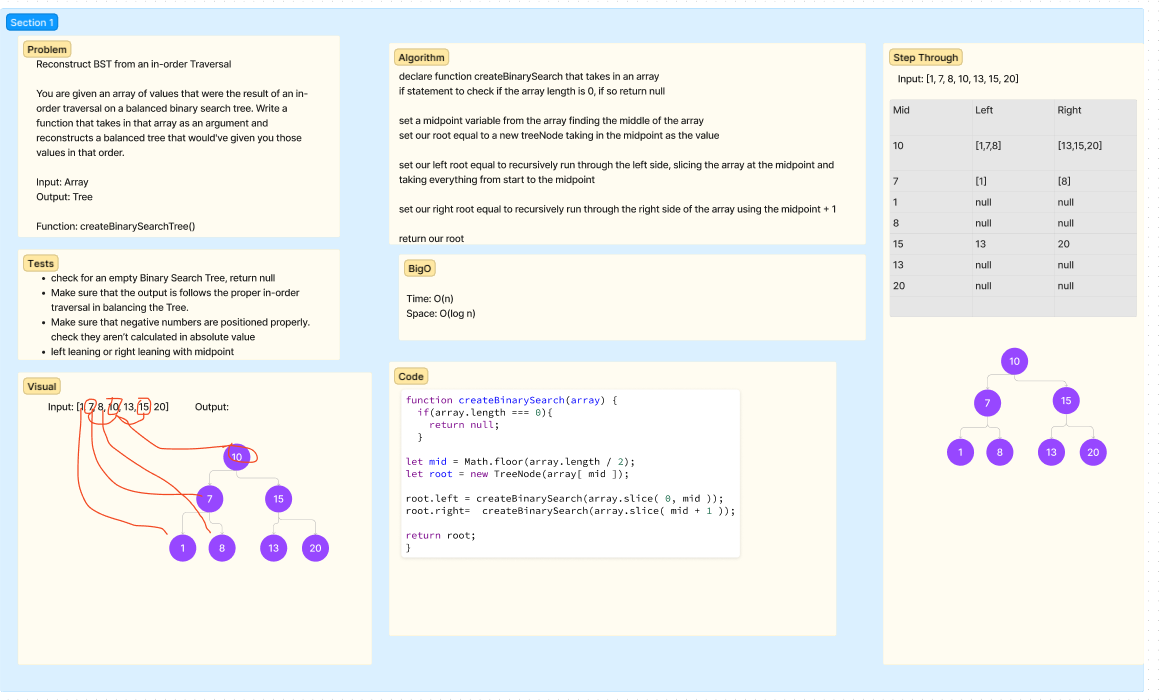 Section 1
Problem
Reconstruct BST from an in-order Traversal
You are given an array of values that were the result of an in-
order traversal on a balanced binary search tree. Write a
function that takes in that array as an argument and
reconstructs a balanced tree that would've given you those
values in that order.
Input: Array
Output: Tree
Function: createBinarySearchTree()
Tests
• check for an empty Binary Search Tree, return null
• Make sure that the output is follows the proper in-order
traversal in balancing the Tree.
• Make sure that negative numbers are positioned properly.
check they aren't calculated in absolute value
• left leaning or right leaning with midpoint
Visual
Input: [1, 7, 8, 10, 13, 15, 20] Output:
10
7 15
1 8 13 20
Algorithm
declare function createBinarySearch that takes in an array
if statement to check if the array length is 0, if so return null
set a midpoint variable from the array finding the middle of the array
set our root equal to a new treeNode taking in the midpoint as the value
set our left root equal to recursively run through the left side, slicing the array at the midpoint and
taking everything from start to the midpoint
set our right root equal to recursively run through the right side of the array using the midpoint + 1
return our root
BigO
Time: O(n)
Space: O(log n)
Code
function createBinarySearch(array) {
if(array.length === 0){
return null;
}
let mid = Math.floor(array.length / 2);
let root = new TreeNode(array[ mid ]);
root.left = createBinarySearch(array.slice( 0, mid ));
root.right= createBinarySearch(array.slice( mid + 1 ));
return root;
}
Step Through
Input: [1, 7, 8, 10, 13, 15, 20]
Mid Left Right
10 [1,7,8] [13,15,20]
7 [1] [8]
1 null null
8 null null
15 13 20
13 null null
20 null null
10
7 15
1 8 13 20